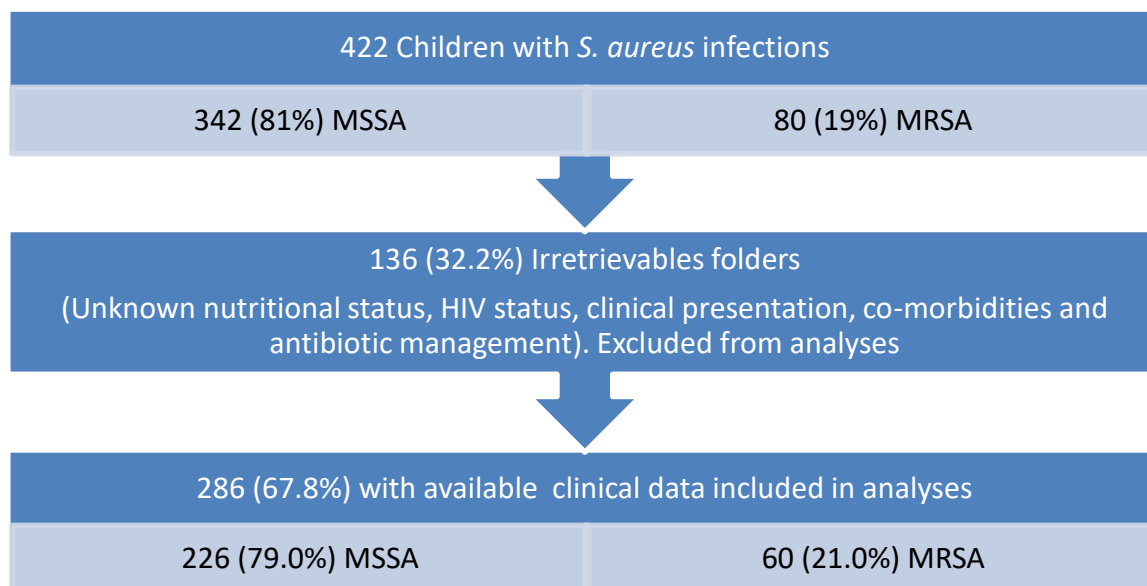 422 Children with S. aureus infections
342 (81%) MSSA
80 (19%) MRSA
136 (32.2%) Irretrievables folders
(Unknown nutritional status, HIV status, clinical presentation, co-morbidities and
antibiotic management). Excluded from analyses
286 (67.8%) with available clinical data included in analyses
226 (79.0%) MSSA
60 (21.0%) MRSA